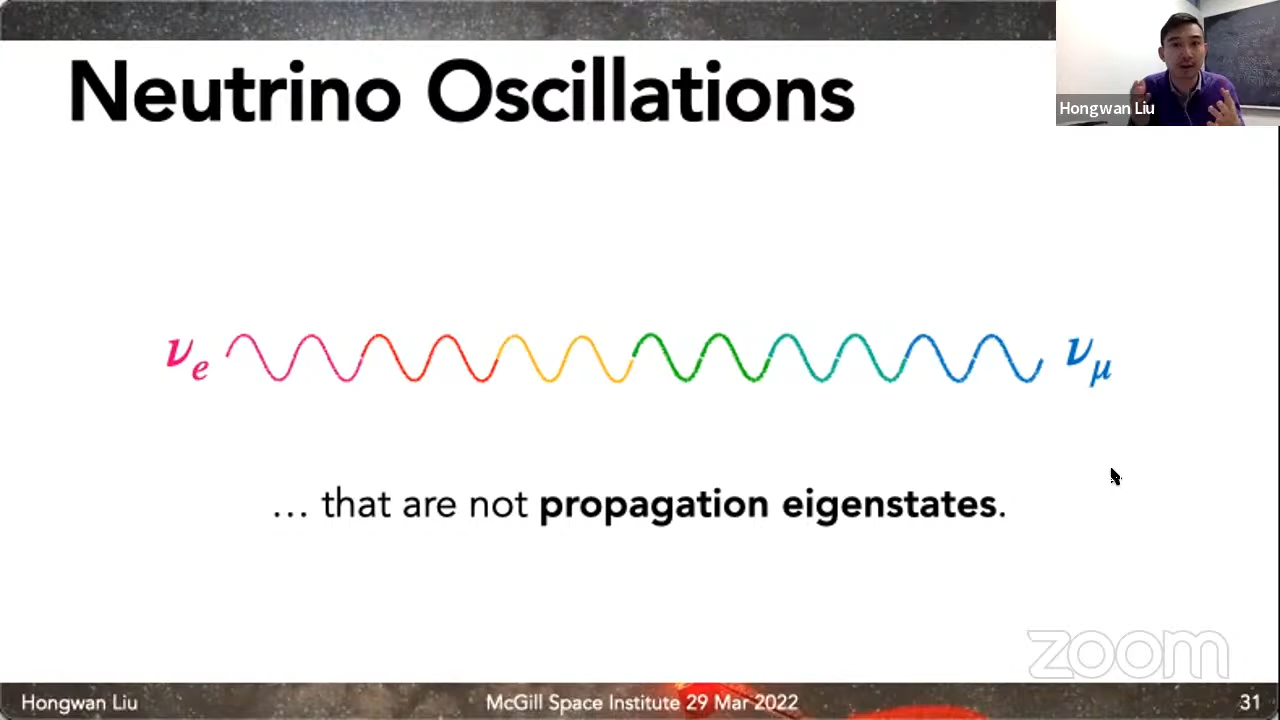 Neutrino Oscillations
Hongwan Liu
νe
νμ
… that are not propagation eigenstates.
zoom
Hongwan Liu
McGill Space Institute 29 Mar 2022
31